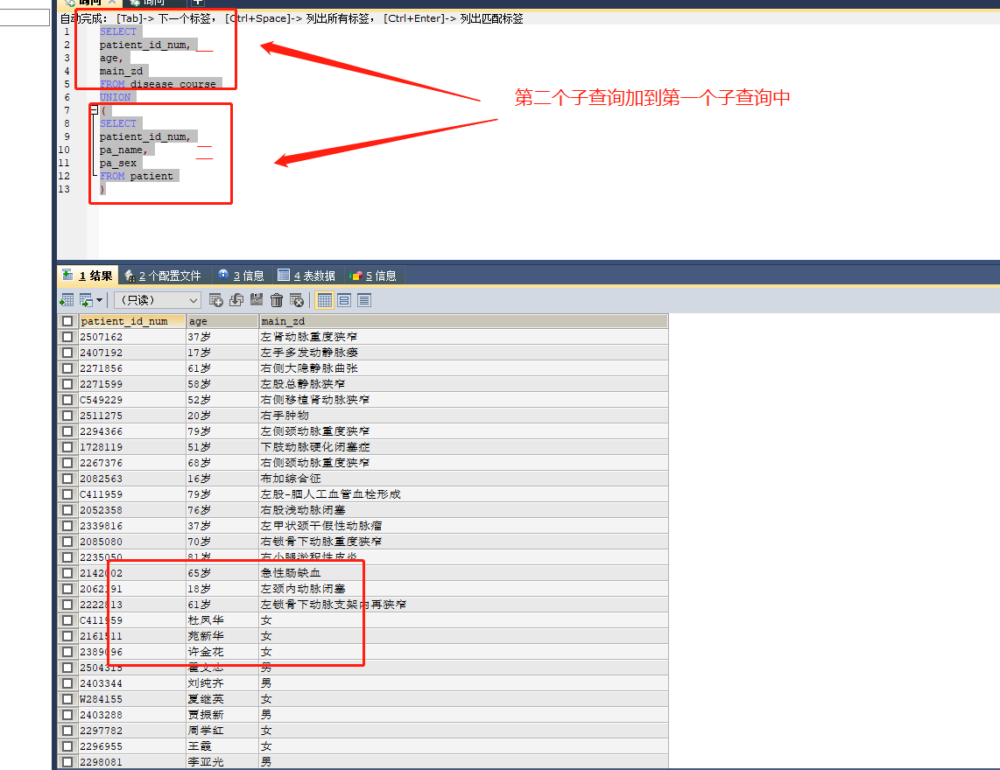 询问
询问
自动完成: [Tab]-> 下一个标签, [Ctrl+Space]-> 列出所有标签, [Ctrl+Enter]-> 列出匹配标签
1 SELECT
2 patient_id_num,
3 age,
4 main_zd
5 FROM disease_course
6 UNION
7 (
8 SELECT
9 patient_id_num,
10 pa_name,
11 pa_sex
12 FROM patient
13 )
第二个子查询加到第一个子查询中
1 结果 2 个配置文件 3 信息 4 表数据 5 信息
(只读)
patient_id_num age main_zd
2507162 37岁 左肾动脉重度狭窄
2407192 17岁 左手多发动静脉瘘
2271856 61岁 右侧大隐静脉曲张
2271599 58岁 左股总静脉狭窄
C549229 52岁 右侧移植肾动脉狭窄
2511275 20岁 右手肿物
2294366 79岁 左侧颈动脉重度狭窄
1728119 51岁 下肢动脉硬化闭塞症
2267376 68岁 右侧颈动脉重度狭窄
2082563 16岁 布加综合征
C411959 79岁 左股-腘人工血管血栓形成
2052358 76岁 右股浅动脉闭塞
2339816 37岁 左甲状颈干假性动脉瘤
2085080 70岁 右锁骨下动脉重度狭窄
2235050 81岁 右小腿淤积性皮炎
2142002 65岁 急性肠缺血
2062191 18岁 左颈内动脉闭塞
2222813 61岁 左锁骨下动脉支架内再狭窄
C411959 杜凤华 女
2161511 苑新华 女
2389096 许金花 女
2504315 翟文志 男
2403344 刘纯齐 男
W284155 夏继英 女
2403288 贾振新 男
2297782 周学红 女
2296955 王霞 女
2298081 李亚光 男